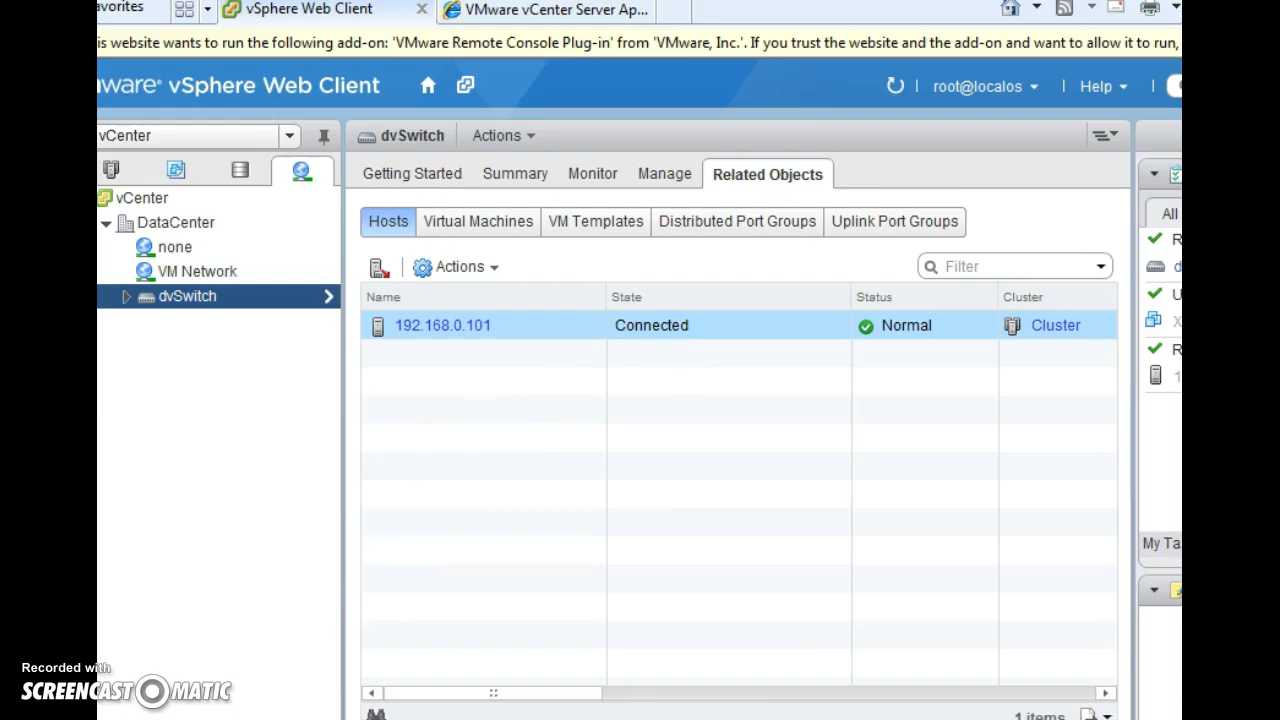 avorites
vSphere Web Client
VMware vCenter Server Ap...
is website wants to run the following add-on: 'VMware Remote Console Plug-in' from 'VMware, Inc.'. If you trust the website and the add-on and want to allow it to run,
mware® vSphere Web Client
root@localos
Help
vCenter
dvSwitch
Actions
Getting Started
Summary
Monitor
Manage
Related Objects
vCenter
DataCenter
none
VM Network
dvSwitch
Hosts
Virtual Machines
VM Templates
Distributed Port Groups
Uplink Port Groups
Actions
Filter
Name
State
Status
Cluster
192.168.0.101
Connected
Normal
Cluster
All
R
d
U
X
R
1
My Ta
1 items
Recorded with
SCREENCAST-O-MATIC